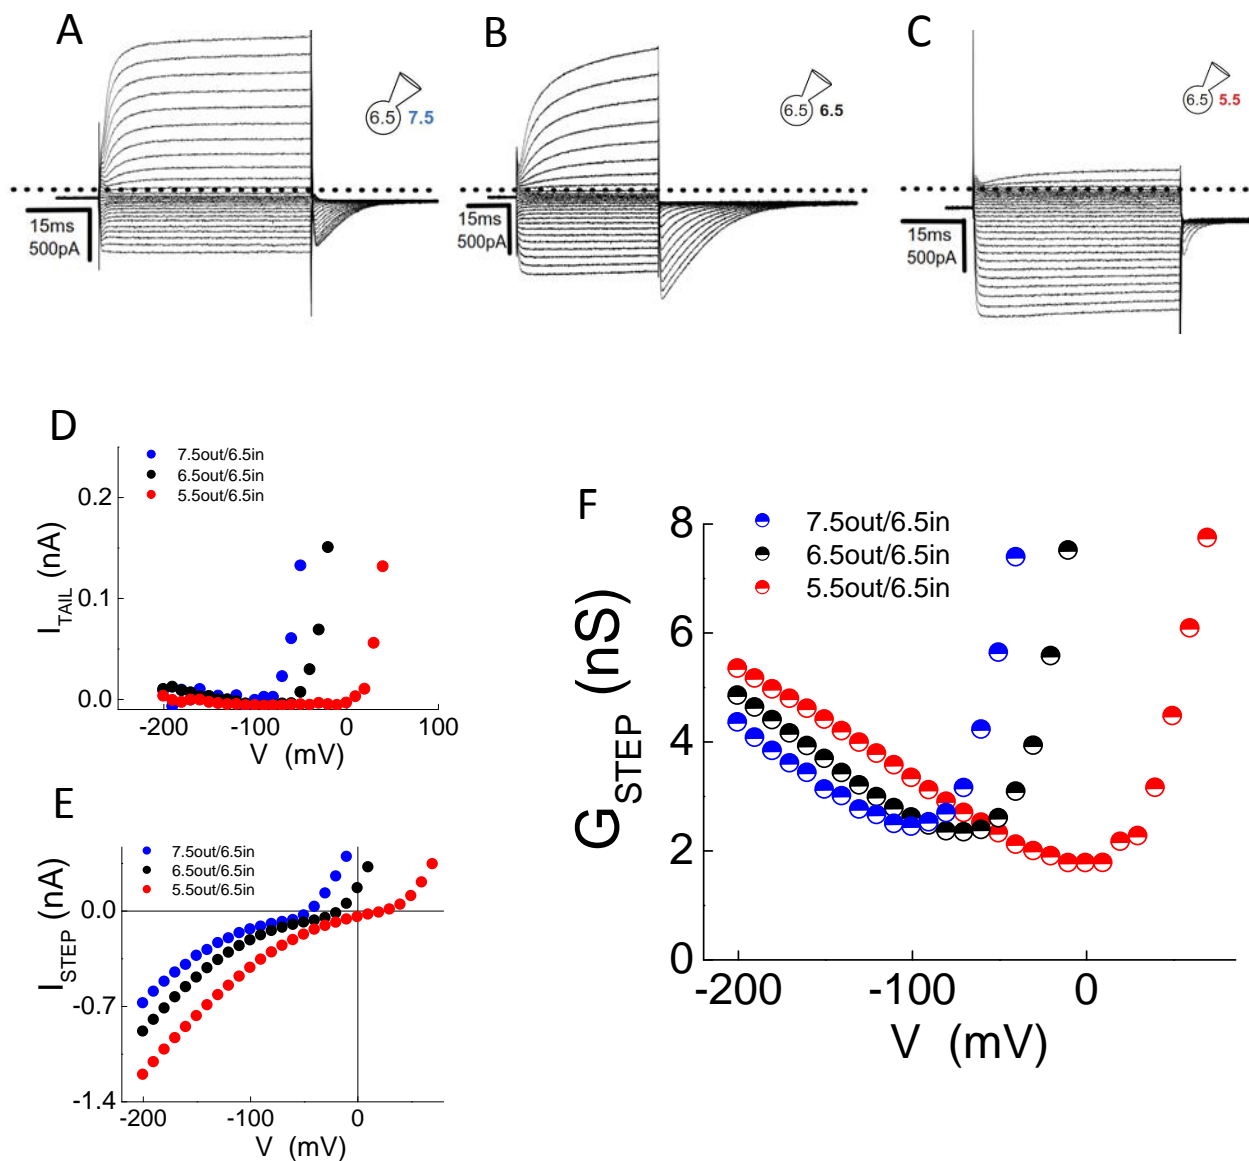 A
B
C
6.5 7.5
6.5 6.5
6.5 5.5
15ms
500pA
15ms
500pA
15ms
500pA
D
7.5out/6.5in
6.5out/6.5in
5.5out/6.5in
I_TAIL (nA)
0.2
0.1
0.0
-200 -100 0 100
V (mV)
E
7.5out/6.5in
6.5out/6.5in
5.5out/6.5in
I_STEP (nA)
0.0
-0.7
-1.4
-200 -100 0
V (mV)
F
7.5out/6.5in
6.5out/6.5in
5.5out/6.5in
G_STEP (nS)
8
6
4
2
0
-200 -100 0
V (mV)